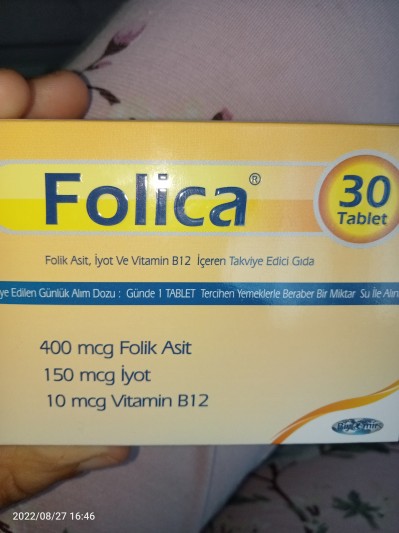 Folica®
30
Tablet
Folik Asit, İyot Ve Vitamin B12 İçeren Takviye Edici Gıda
Edilen Günlük Alım Dozu : Günde 1 TABLET Tercihen Yemeklerle Beraber Bir Miktar Su İle
400 mcg Folik Asit
150 mcg İyot
10 mcg Vitamin B12
2022/08/27 16:46